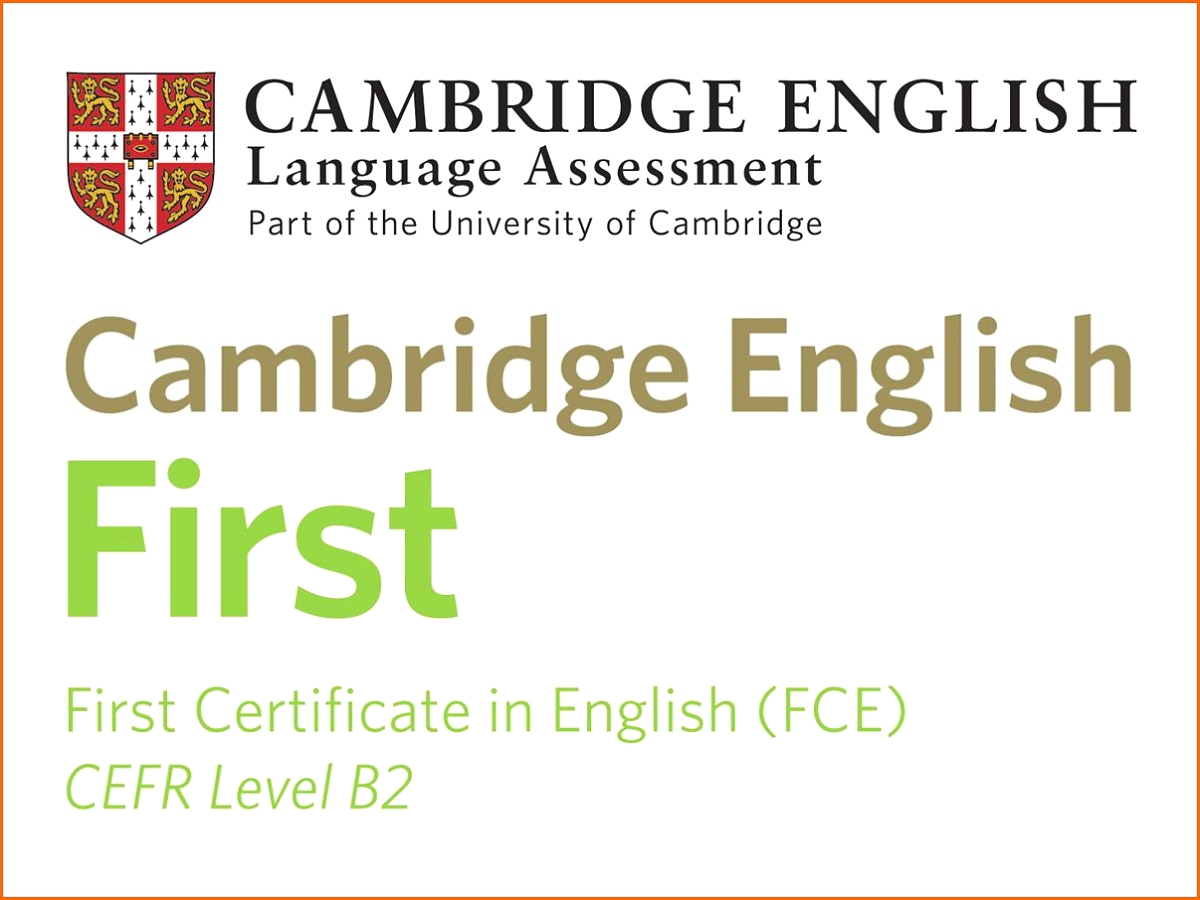 CAMBRIDGE ENGLISH
Language Assessment
Part of the University of Cambridge
Cambridge English
First
First Certificate in English (FCE)
CEFR Level B2